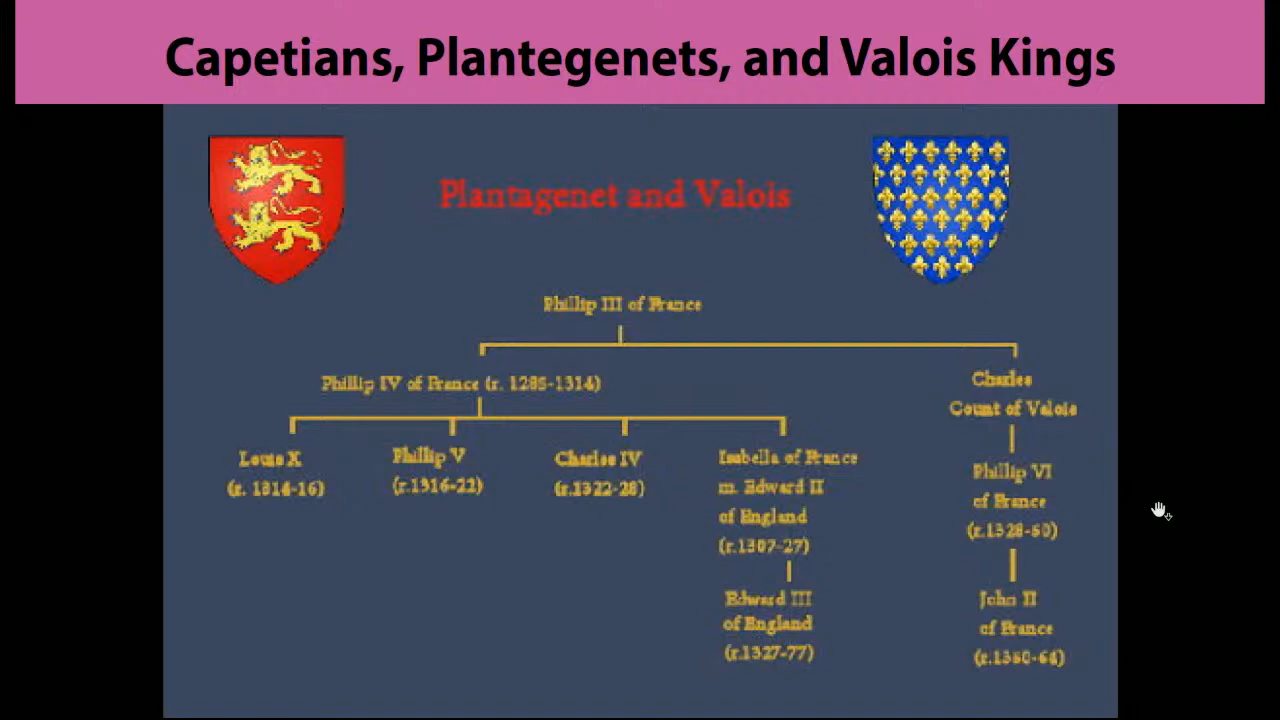 Capetians, Plantegenets, and Valois Kings
Plantagenet and Valois
Phillip III of France
Phillip IV of France (r. 1285-1314)
Charles
Count of Valois
Louis X
(r. 1314-16)
Phillip V
(r.1316-22)
Charles IV
(r.1322-28)
Isabella of France
m. Edward II
of England
(r.1307-27)
Edward III
of England
(r.1327-77)
Phillip VI
of France
(r.1328-50)
John II
of France
(r.1350-64)